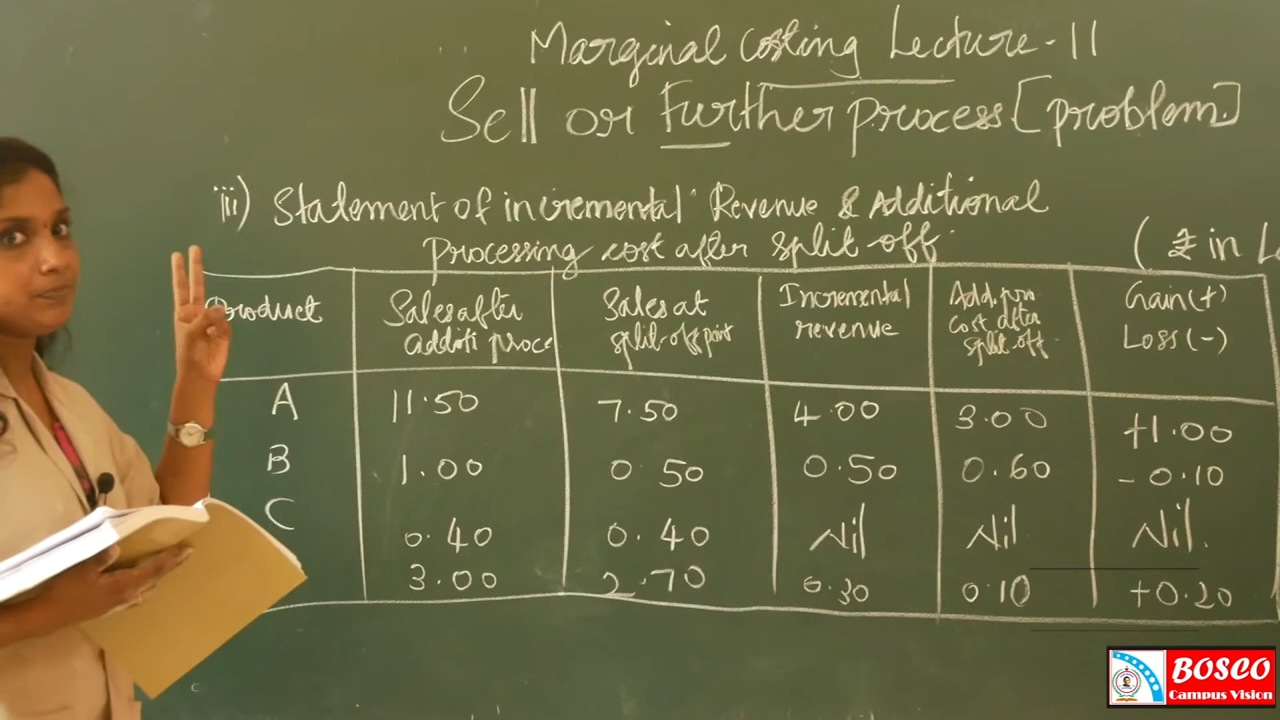 Marginal Costing Lecture-11
Sell or Further process [problem]
iii) Statement of incremental Revenue & Additional
Processing cost after split off.
(₹ in
Product
Sales after
additi proce
Sales at
split-off point
Incremental
revenue
Add. pro
cost after
split off
Gain(+)
Loss(-)
A 11.50 7.50 4.00 3.00 +1.00
B 1.00 0.50 0.50 0.60 -0.10
C 0.40 0.40 Nil Nil Nil.
3.00 2.70 0.30 0.10 +0.20
BOSCO
Campus Vision